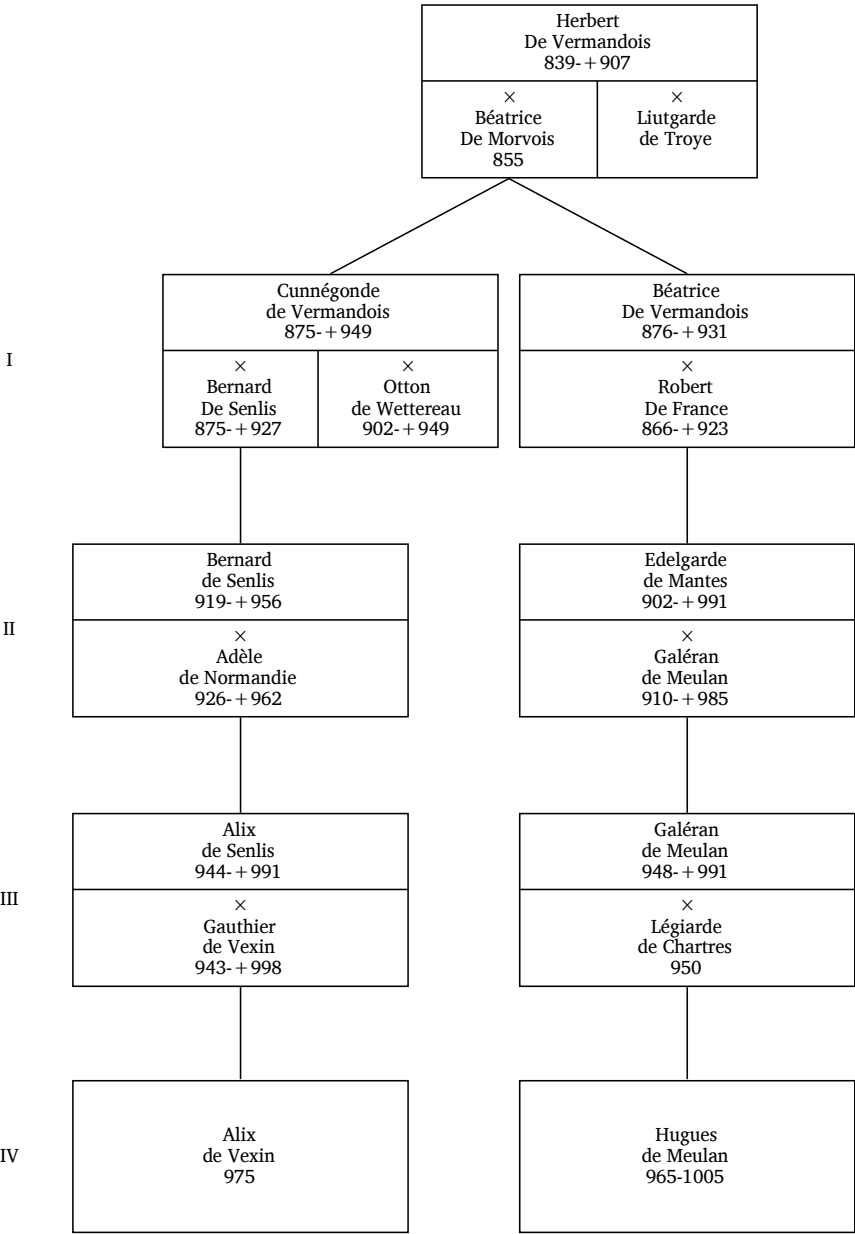 Herbert
De Vermandois
839-+907
×
Béatrice
De Morvois
855
×
Liutgarde
de Troye
I
Cunnégonde
de Vermandois
875-+949
×
Bernard
De Senlis
875-+927
×
Otton
de Wettereau
902-+949
Béatrice
De Vermandois
876-+931
×
Robert
De France
866-+923
II
Bernard
de Senlis
919-+956
×
Adèle
de Normandie
926-+962
Edelgarde
de Mantes
902-+991
×
Galéran
de Meulan
910-+985
III
Alix
de Senlis
944-+991
×
Gauthier
de Vexin
943-+998
Galéran
de Meulan
948-+991
×
Légiarde
de Chartres
950
IV
Alix
de Vexin
975
Hugues
de Meulan
965-1005